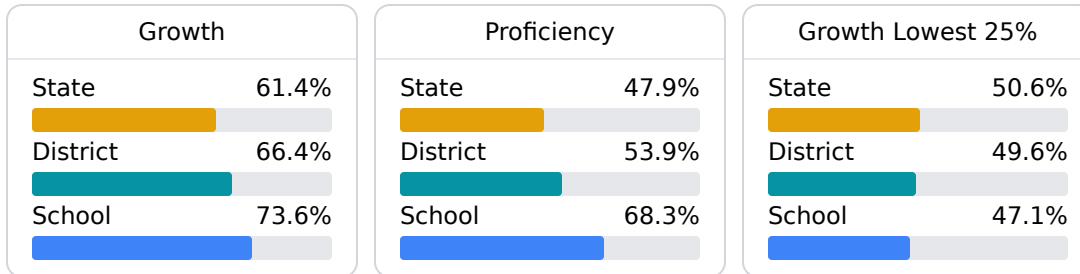 Growth
State 61.4%
District 66.4%
School 73.6%
Proficiency
State 47.9%
District 53.9%
School 68.3%
Growth Lowest 25%
State 50.6%
District 49.6%
School 47.1%